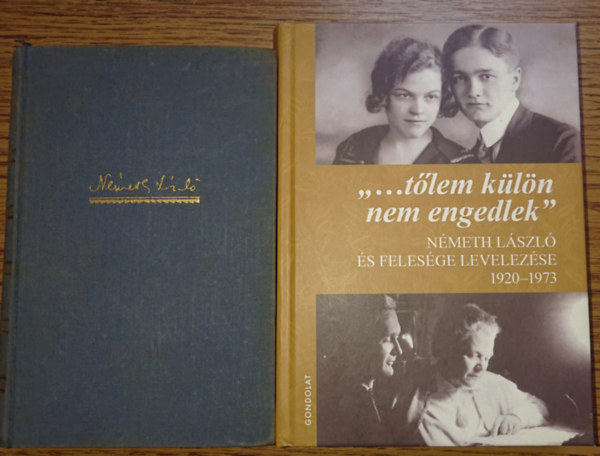 Németh László
„...tőlem külön
nem engedlek”
NÉMETH LÁSZLÓ
ÉS FELESÉGE LEVELEZÉSE
1920–1973
GONDOLAT